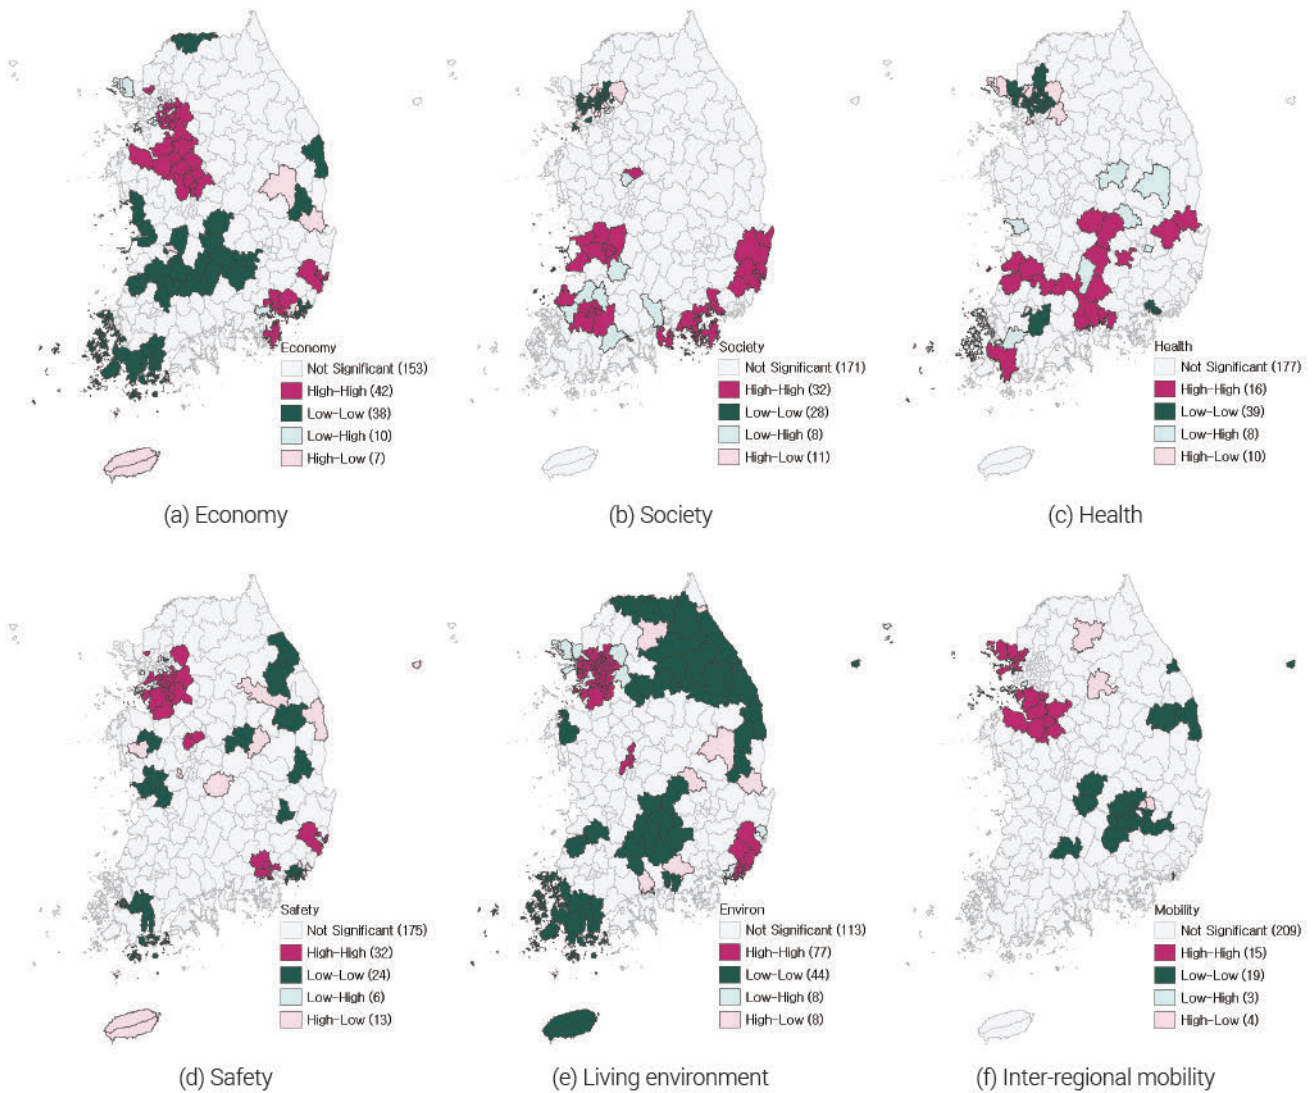 Economy
Not Significant (153)
High-High (42)
Low-Low (38)
Low-High (10)
High-Low (7)
(a) Economy
Society
Not Significant (171)
High-High (32)
Low-Low (28)
Low-High (8)
High-Low (11)
(b) Society
Health
Not Significant (177)
High-High (16)
Low-Low (39)
Low-High (8)
High-Low (10)
(c) Health
Safety
Not Significant (175)
High-High (32)
Low-Low (24)
Low-High (6)
High-Low (13)
(d) Safety
Environ
Not Significant (113)
High-High (77)
Low-Low (44)
Low-High (8)
High-Low (8)
(e) Living environment
Mobility
Not Significant (209)
High-High (15)
Low-Low (19)
Low-High (3)
High-Low (4)
(f) Inter-regional mobility